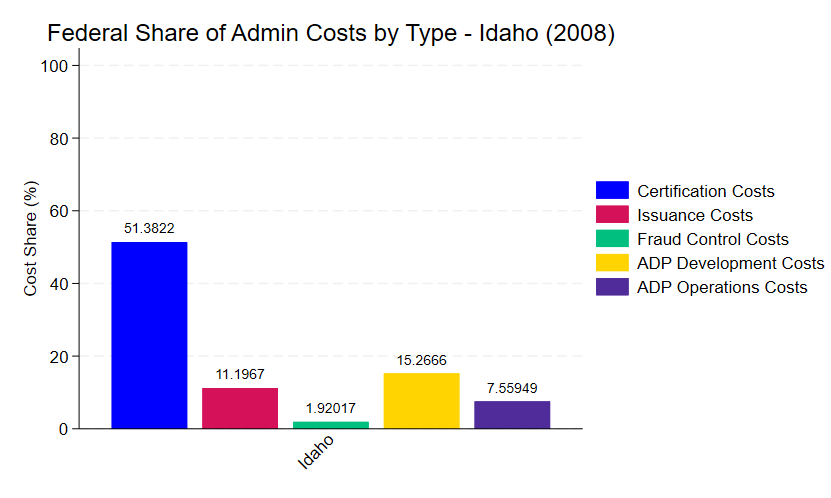 Federal Share of Admin Costs by Type - Idaho (2008)
Cost Share (%)
100
80
60
40
20
0
51.3822
11.1967
1.92017
15.2666
7.55949
Idaho
Certification Costs
Issuance Costs
Fraud Control Costs
ADP Development Costs
ADP Operations Costs